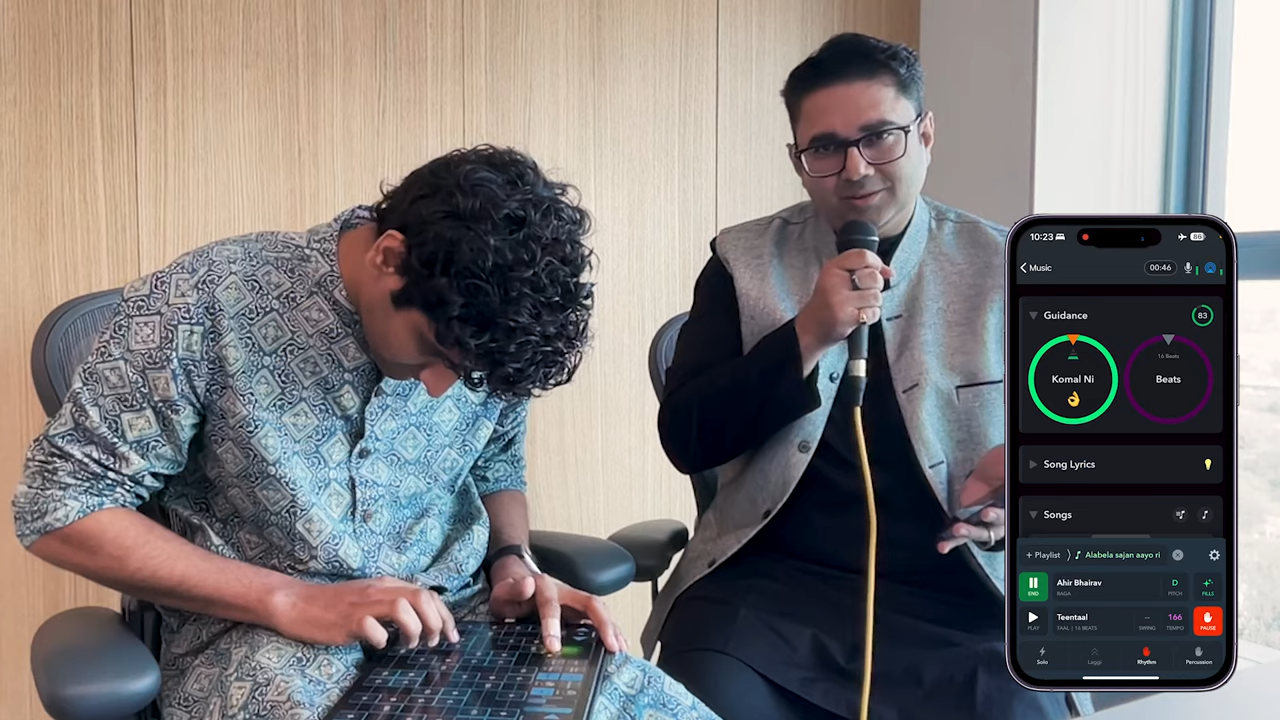 10:23 86
Music 00:46
Guidance 83
Komal Ni
16 Beats
Beats
Song Lyrics
Songs
+ Playlist Alabela sajan aayo ri
END Ahir Bhairav
RAGA D
PITCH FILLS
PLAY Teentaal
TAAL | 16 BEATS -- SWING 166 TEMPO PAUSE
Solo Laggi Rhythm Percussion